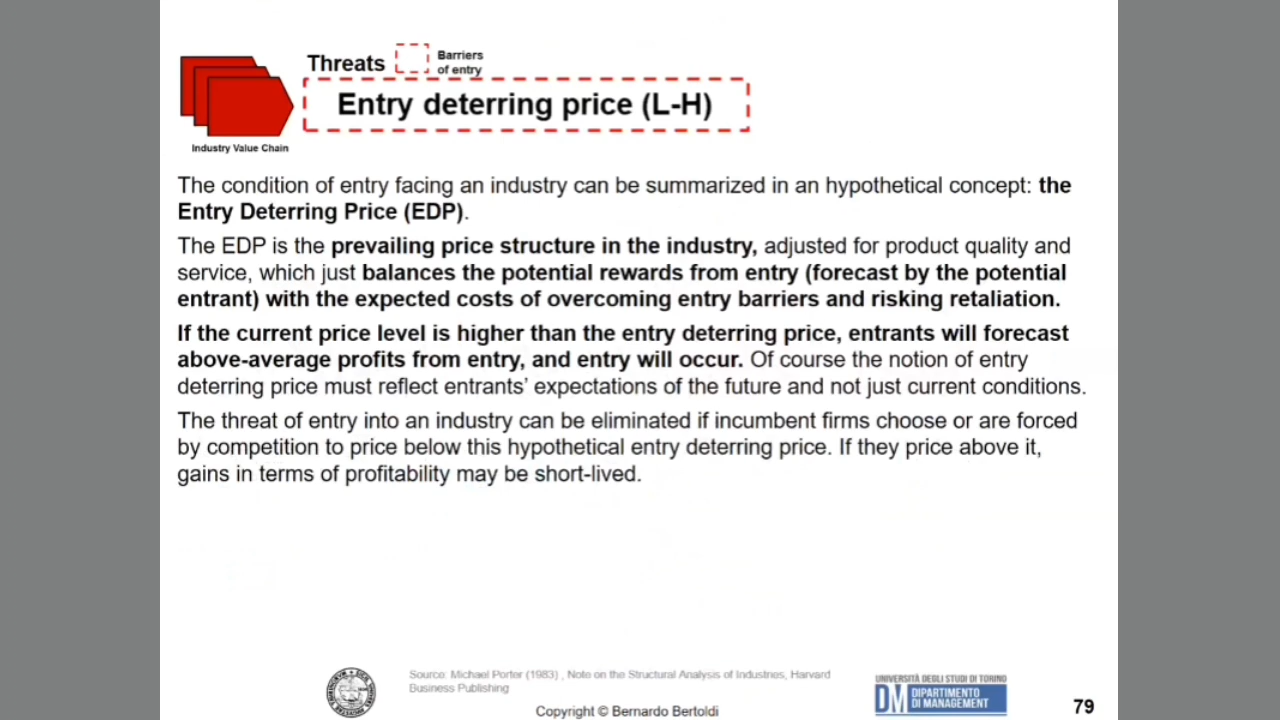 Threats
Barriers
of entry
Entry deterring price (L-H)
Industry Value Chain
The condition of entry facing an industry can be summarized in an hypothetical concept: the
Entry Deterring Price (EDP).
The EDP is the prevailing price structure in the industry, adjusted for product quality and
service, which just balances the potential rewards from entry (forecast by the potential
entrant) with the expected costs of overcoming entry barriers and risking retaliation.
If the current price level is higher than the entry deterring price, entrants will forecast
above-average profits from entry, and entry will occur. Of course the notion of entry
deterring price must reflect entrants’ expectations of the future and not just current conditions.
The threat of entry into an industry can be eliminated if incumbent firms choose or are forced
by competition to price below this hypothetical entry deterring price. If they price above it,
gains in terms of profitability may be short-lived.
Source: Michael Porter (1983) , Note on the Structural Analysis of Industries, Harvard
Business Publishing
Copyright © Bernardo Bertoldi
UNIVERSITÀ DEGLI STUDI DI TORINO
DM DIPARTIMENTO
DI MANAGEMENT
79